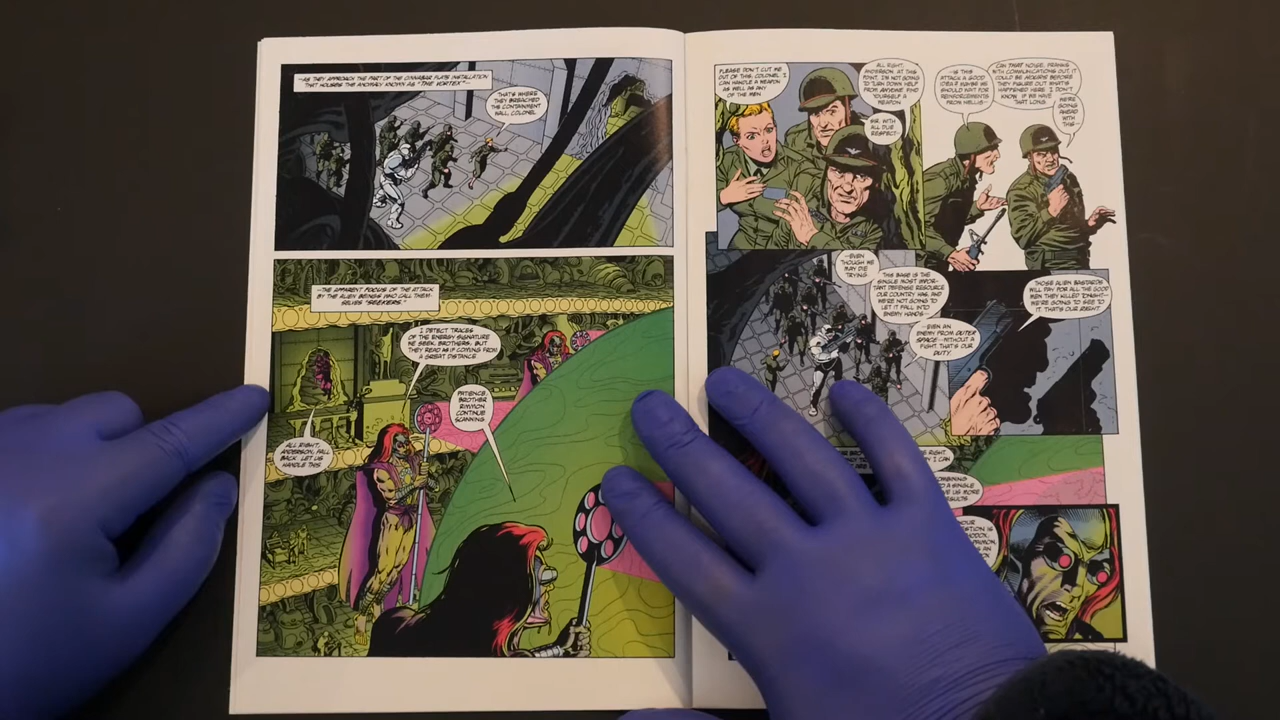 —AS THEY APPROACH THE PART OF THE CINNABAR FLATS INSTALLATION
THAT HOUSES THE ANOMALY KNOWN AS "THE VORTEX"—
THAT'S WHERE
THEY BREACHED
THE CONTAINMENT
WALL, COLONEL.
—THE APPARENT FOCUS OF THE ATTACK
BY THE ALIEN BEINGS WHO CALL THEM-
SELVES "SEEKERS."
I DETECT TRACES
OF THE ENERGY SIGNATURE
WE SEEK, BROTHERS, BUT
THEY READ AS IF COMING FROM
A GREAT DISTANCE.
PATIENCE,
BROTHER
RIMMON.
CONTINUE
SCANNING.
ALL RIGHT,
ANDERSON, FALL
BACK. LET US
HANDLE THIS.
PLEASE DON'T CUT ME
OUT OF THIS, COLONEL. I
CAN HANDLE A WEAPON
AS WELL AS ANY
OF THE MEN.
ALL RIGHT,
ANDERSON. AT THIS
POINT, I'M NOT GOING
TO TURN DOWN HELP
FROM ANYONE. FIND
YOURSELF A
WEAPON.
SIR, WITH
ALL DUE
RESPECT—
—IS THIS
ATTACK A GOOD
IDEA? MAYBE WE
SHOULD WAIT FOR
REINFORCEMENTS
FROM NELLIS—
CAN THAT NOISE, FRANKS.
WITH COMMUNICATIONS OUT, IT
COULD BE HOURS BEFORE
THEY FIGURE OUT WHAT'S
HAPPENED HERE. I DON'T
KNOW IF WE HAVE
THAT LONG.
WE'RE
GOING
AHEAD
WITH
THIS—
—EVEN
THOUGH WE
MAY DIE
TRYING.
THIS BASE IS THE
SINGLE MOST IMPOR-
TANT DEFENSE RESOURCE
OUR COUNTRY HAS AND
WE'RE NOT GOING TO
LET IT FALL INTO
ENEMY HANDS—
—EVEN AN
ENEMY FROM OUTER
SPACE—WITHOUT A
FIGHT. THAT'S OUR
DUTY.
THOSE ALIEN BASTARDS
WILL PAY FOR ALL THE GOOD
MEN THEY KILLED TONIGHT—
WE'RE GOING TO SEE TO
IT. THAT'S OUR RIGHT.